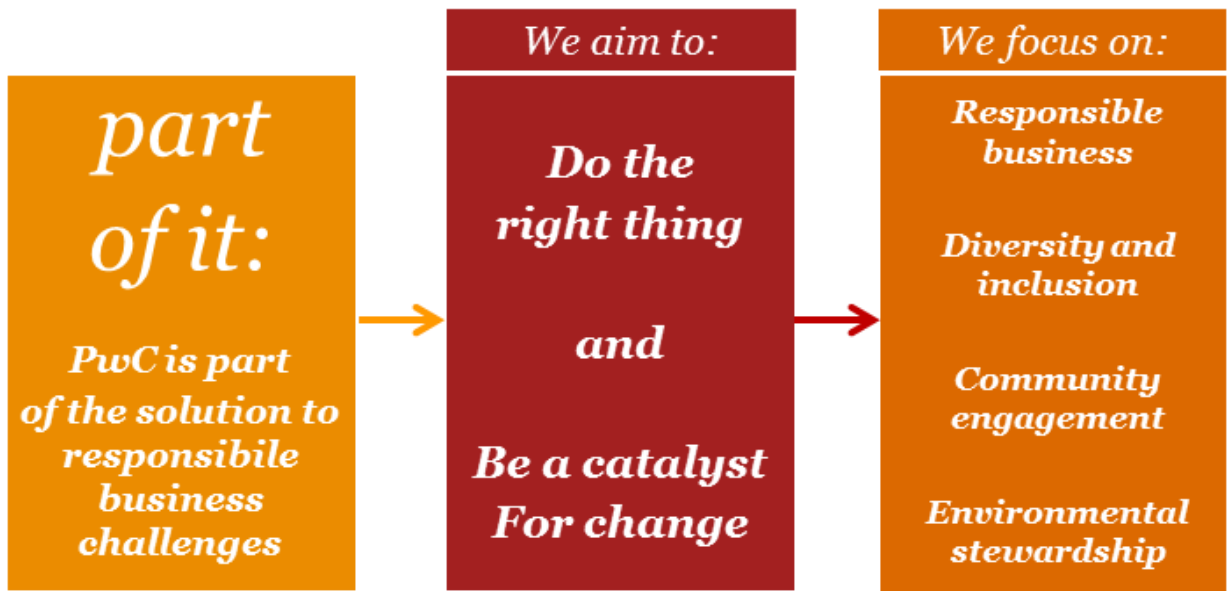 part
of it:
PwC is part
of the solution to
responsibile
business
challenges
We aim to:
Do the
right thing
and
Be a catalyst
For change
We focus on:
Responsible
business
Diversity and
inclusion
Community
engagement
Environmental
stewardship